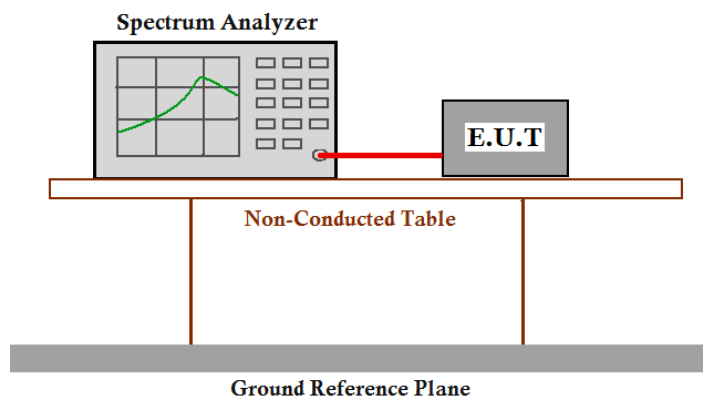 Spectrum Analyzer
E.U.T
Non-Conducted Table
Ground Reference Plane